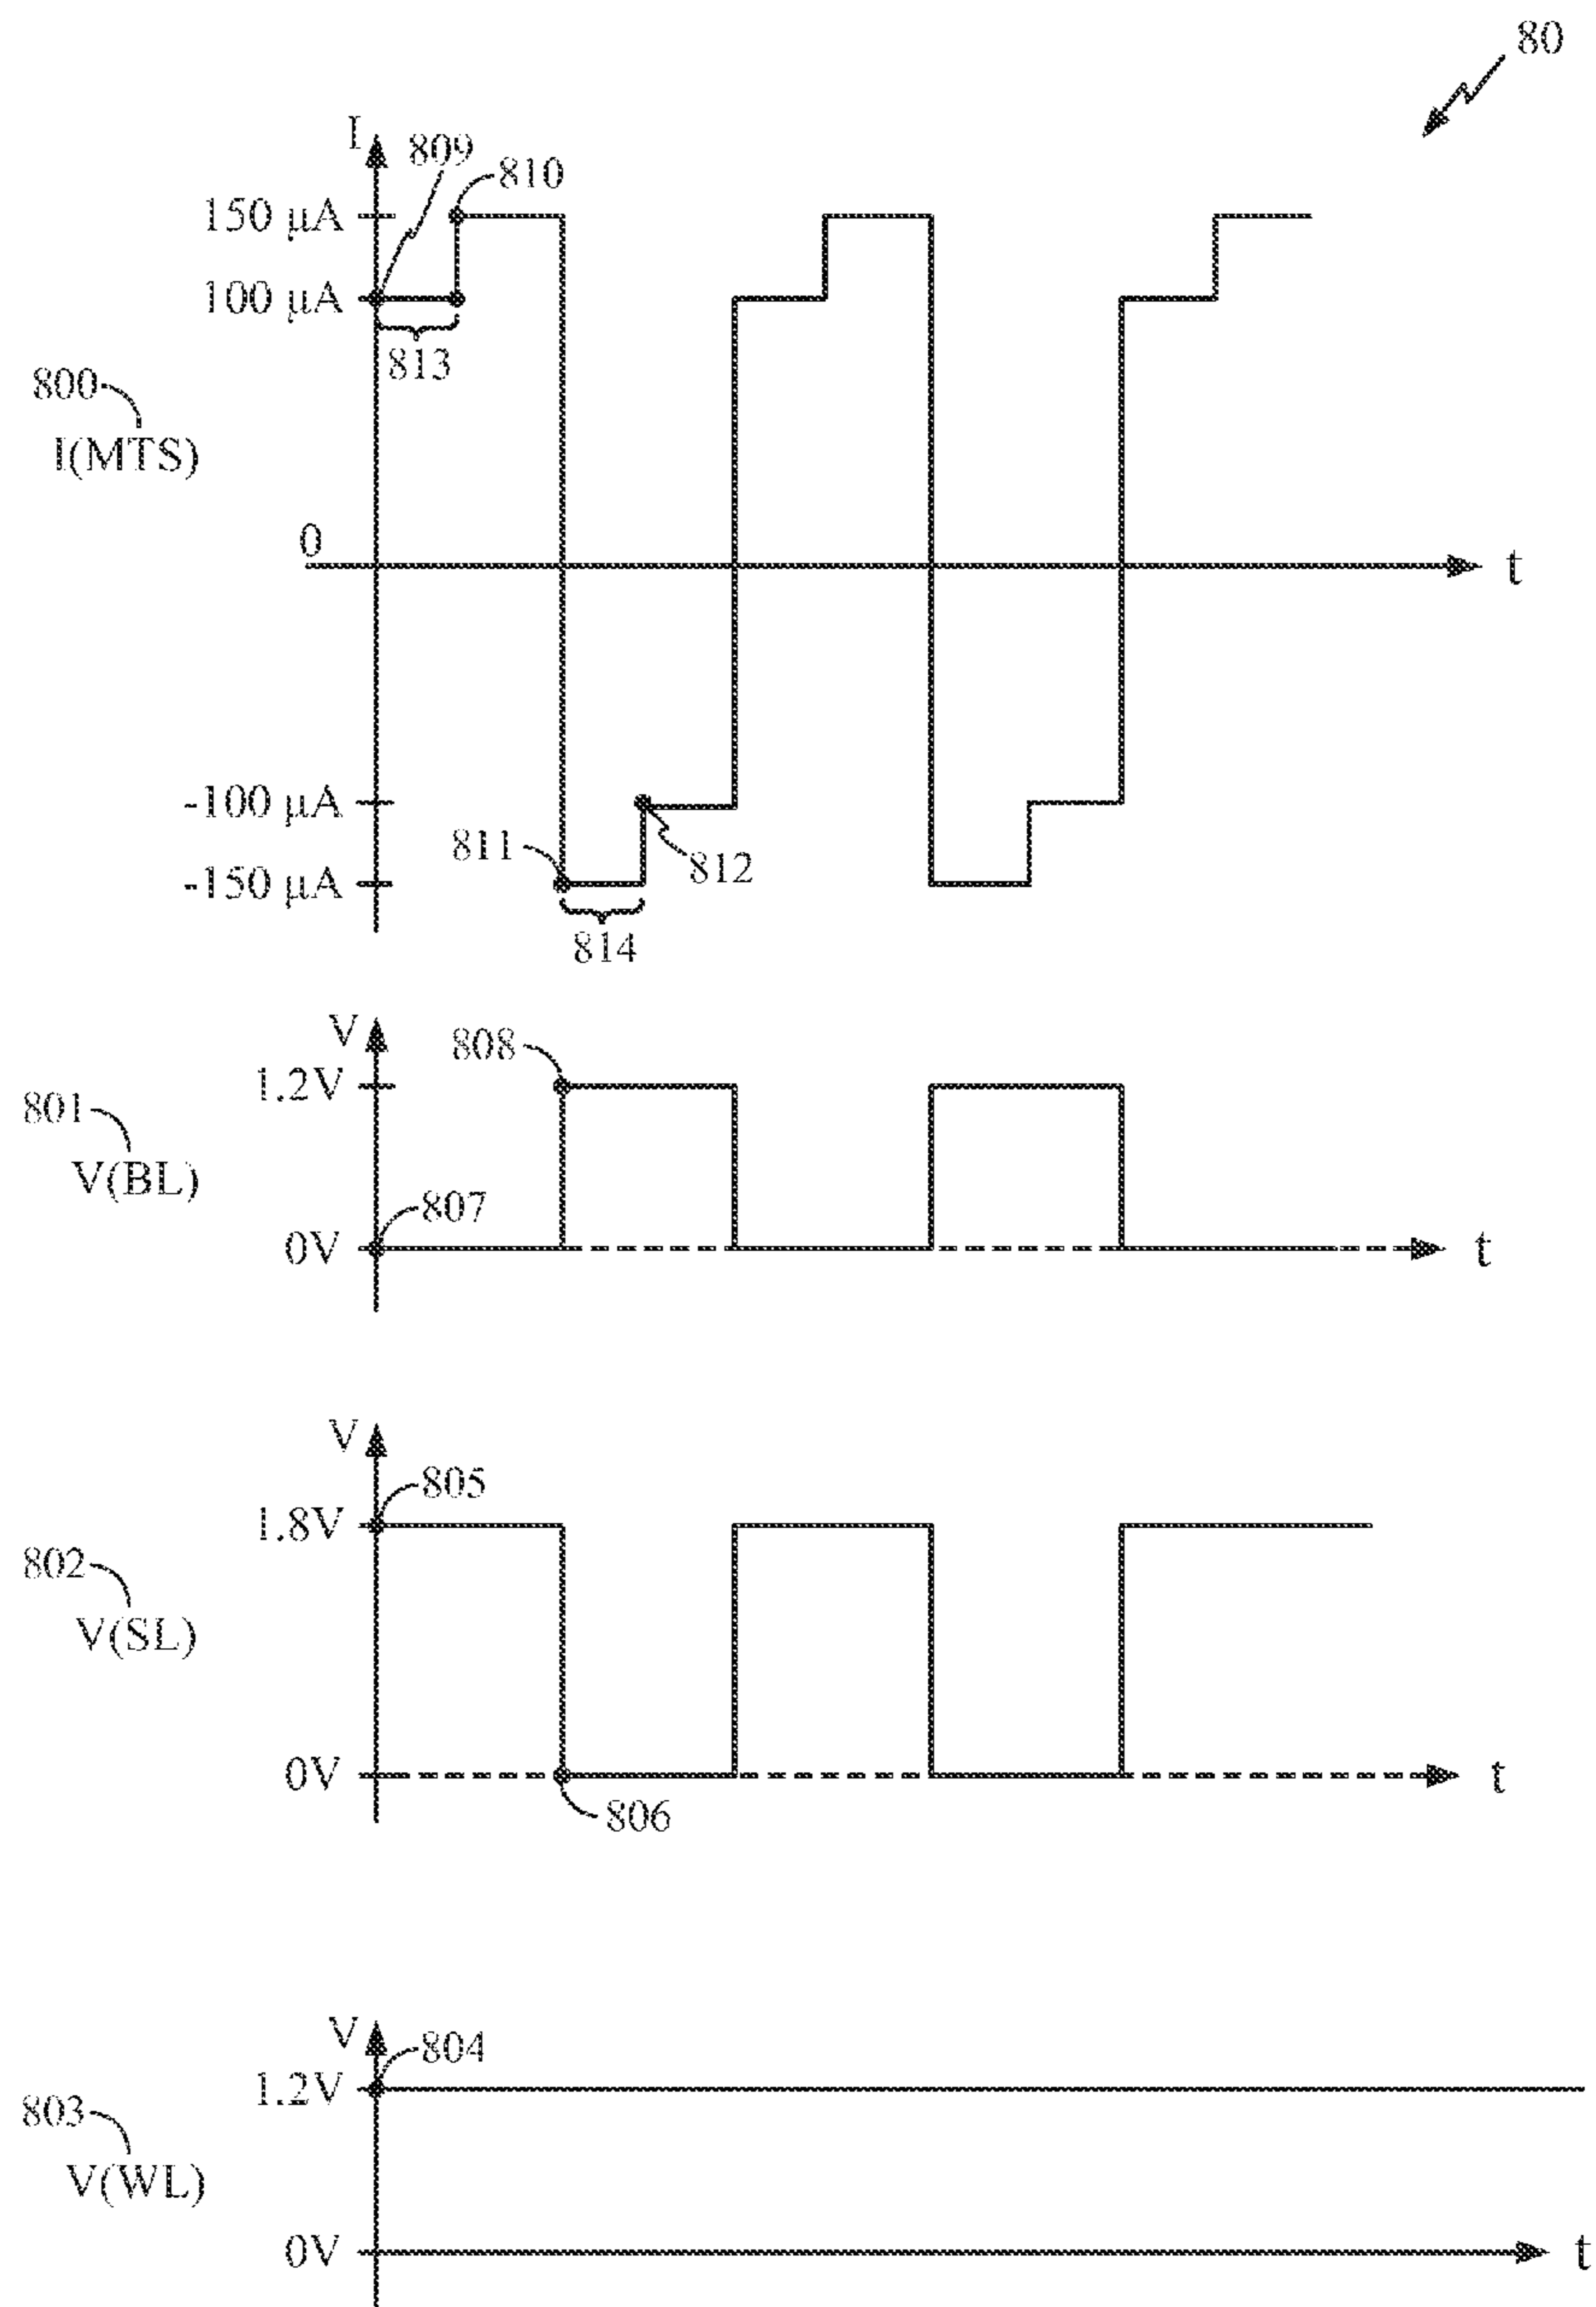 80
I
809
810
150 µA
100 µA
813
800
I(MTS)
0
t
-100 µA
811
812
-150 µA
814
V
808
1.2V
801
V(BL)
807
0V
t
V
805
1.8V
802
V(SL)
0V
t
806
V
804
1.2V
803
V(WL)
0V
t